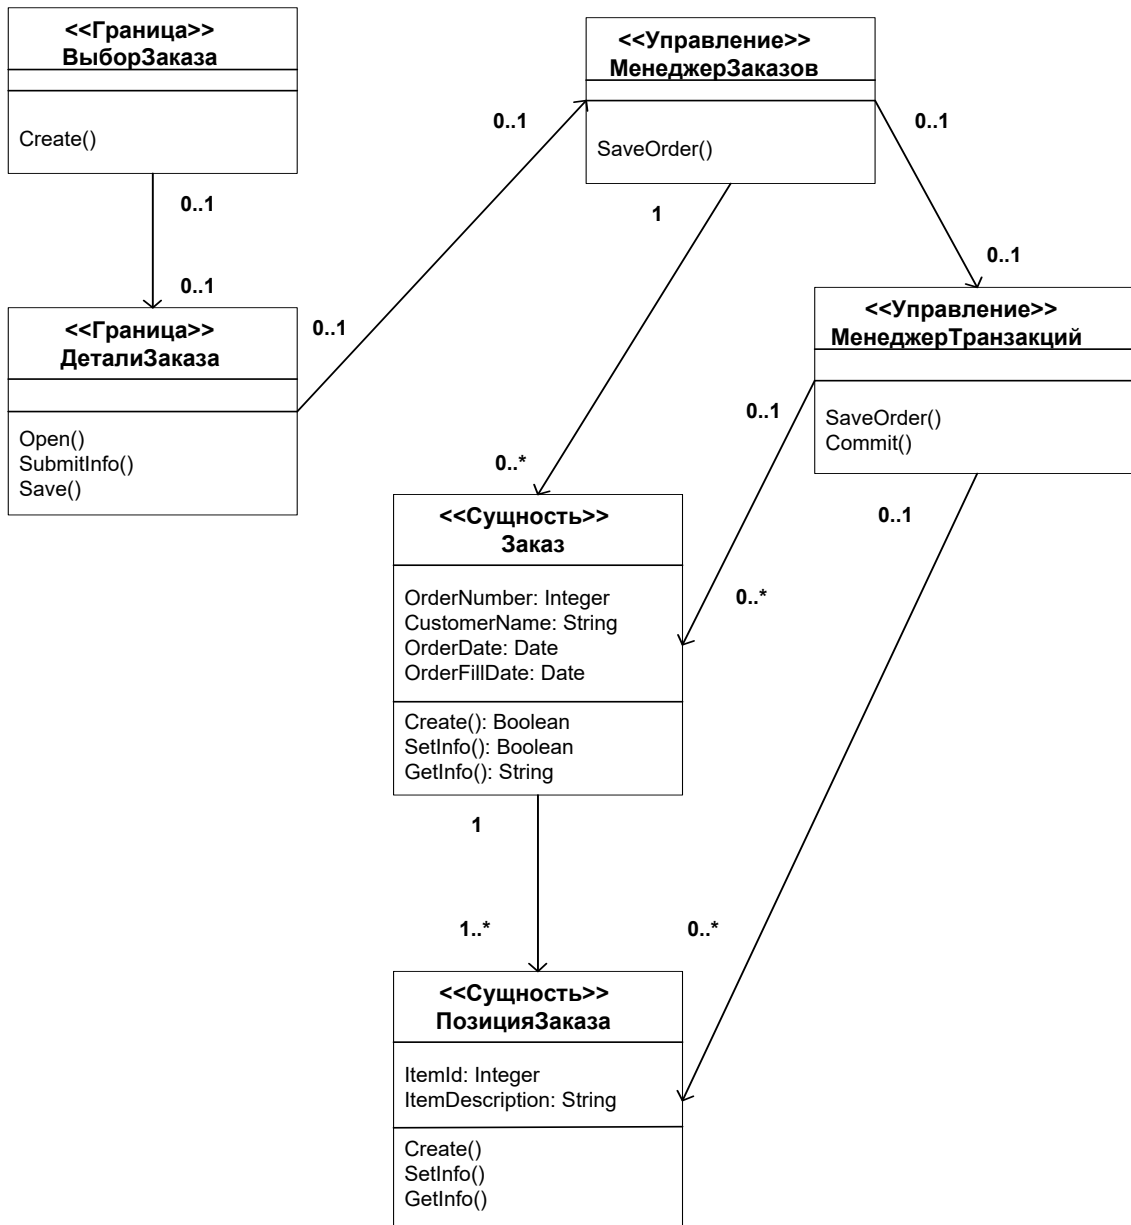 <<Граница>>
ВыборЗаказа
Create()
0..1
0..1
<<Управление>>
МенеджерЗаказов
SaveOrder()
0..1
0..1
1
0..*
0..1
0..1
<<Граница>>
ДеталиЗаказа
Open()
SubmitInfo()
Save()
<<Управление>>
МенеджерТранзакций
SaveOrder()
Commit()
0..1
0..*
0..1
0..*
<<Сущность>>
Заказ
OrderNumber: Integer
CustomerName: String
OrderDate: Date
OrderFillDate: Date
Create(): Boolean
SetInfo(): Boolean
GetInfo(): String
1
1..*
<<Сущность>>
ПозицияЗаказа
ItemId: Integer
ItemDescription: String
Create()
SetInfo()
GetInfo()